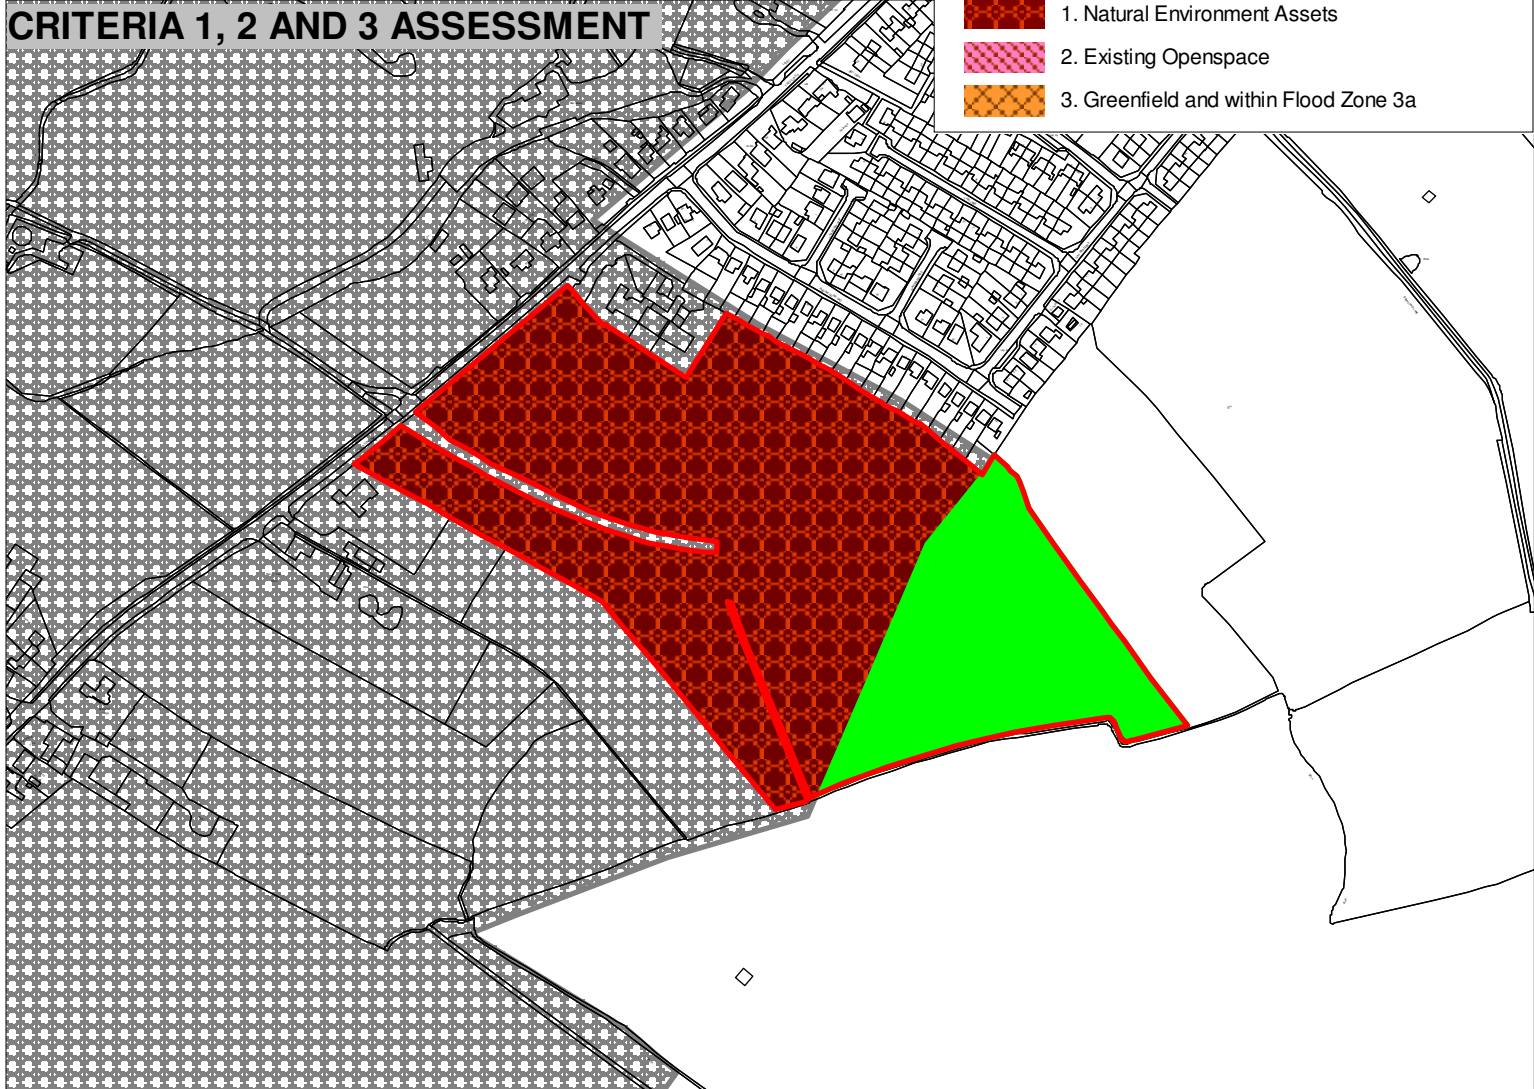 CRITERIA 1, 2 AND 3 ASSESSMENT
1. Natural Environment Assets
2. Existing Openspace
3. Greenfield and within Flood Zone 3a